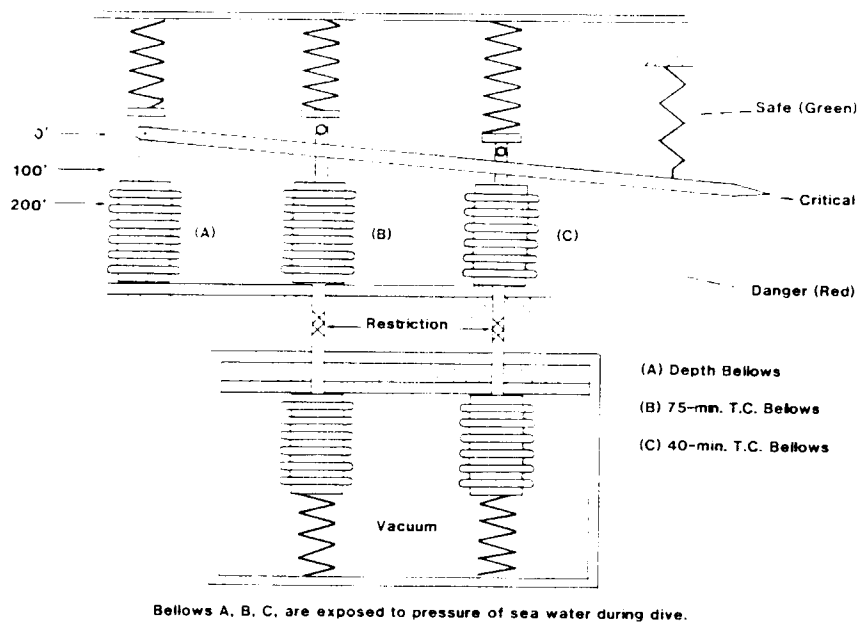 0'
100'
200'
Safe (Green)
Critical
(A)
(B)
(C)
Danger (Red)
Restriction
(A) Depth Bellows
(B) 75-min. T.C. Bellows
(C) 40-min. T.C. Bellows
Vacuum
Bellows A, B, C, are exposed to pressure of sea water during dive.